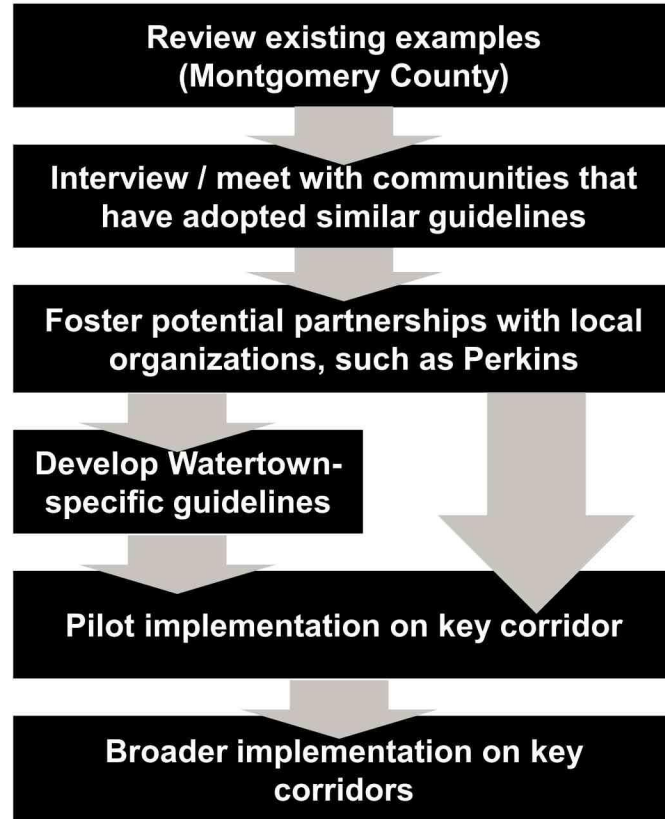 Review existing examples
(Montgomery County)
Interview / meet with communities that
have adopted similar guidelines
Foster potential partnerships with local
organizations, such as Perkins
Develop Watertown-
specific guidelines
Pilot implementation on key corridor
Broader implementation on key
corridors